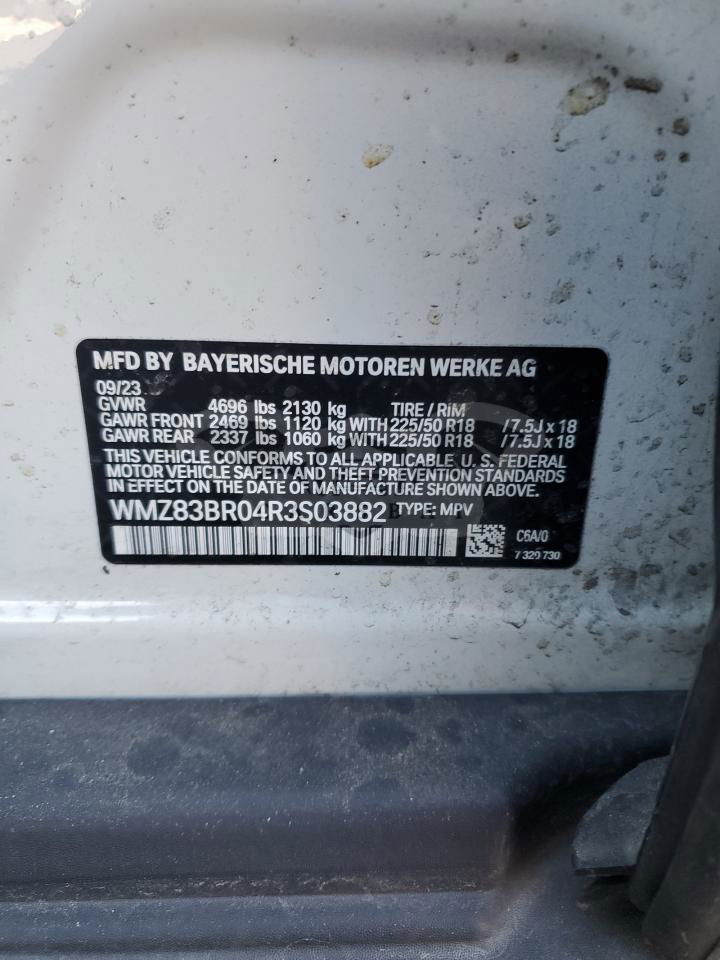 MFD BY BAYERISCHE MOTOREN WERKE AG
09/23
GVWR 4696 lbs 2130 kg TIRE / RIM
GAWR FRONT 2469 lbs 1120 kg WITH 225/50 R18 /7.5J x 18
GAWR REAR 2337 lbs 1060 kg WITH 225/50 R18 /7.5J x 18
THIS VEHICLE CONFORMS TO ALL APPLICABLE U. S. FEDERAL
MOTOR VEHICLE SAFETY AND THEFT PREVENTION STANDARDS
IN EFFECT ON THE DATE OF MANUFACTURE SHOWN ABOVE.
WMZ83BR04R3S03882 TYPE: MPV
C6A/0
7 329 730